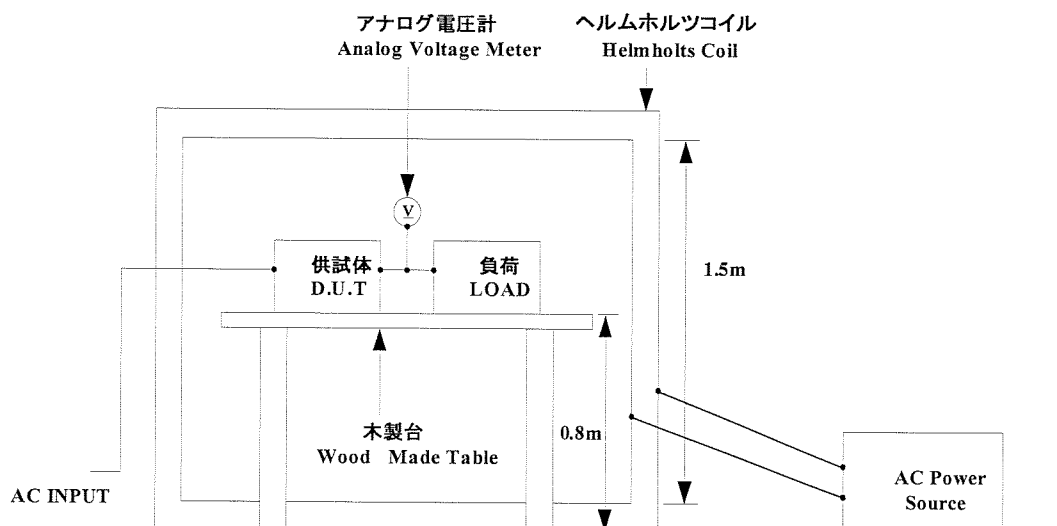 アナログ電圧計
Analog Voltage Meter
ヘルムホルツコイル
Helmholts Coil
V
供試体
D.U.T
負荷
LOAD
1.5m
木製台
Wood Made Table
0.8m
AC INPUT
AC Power
Source